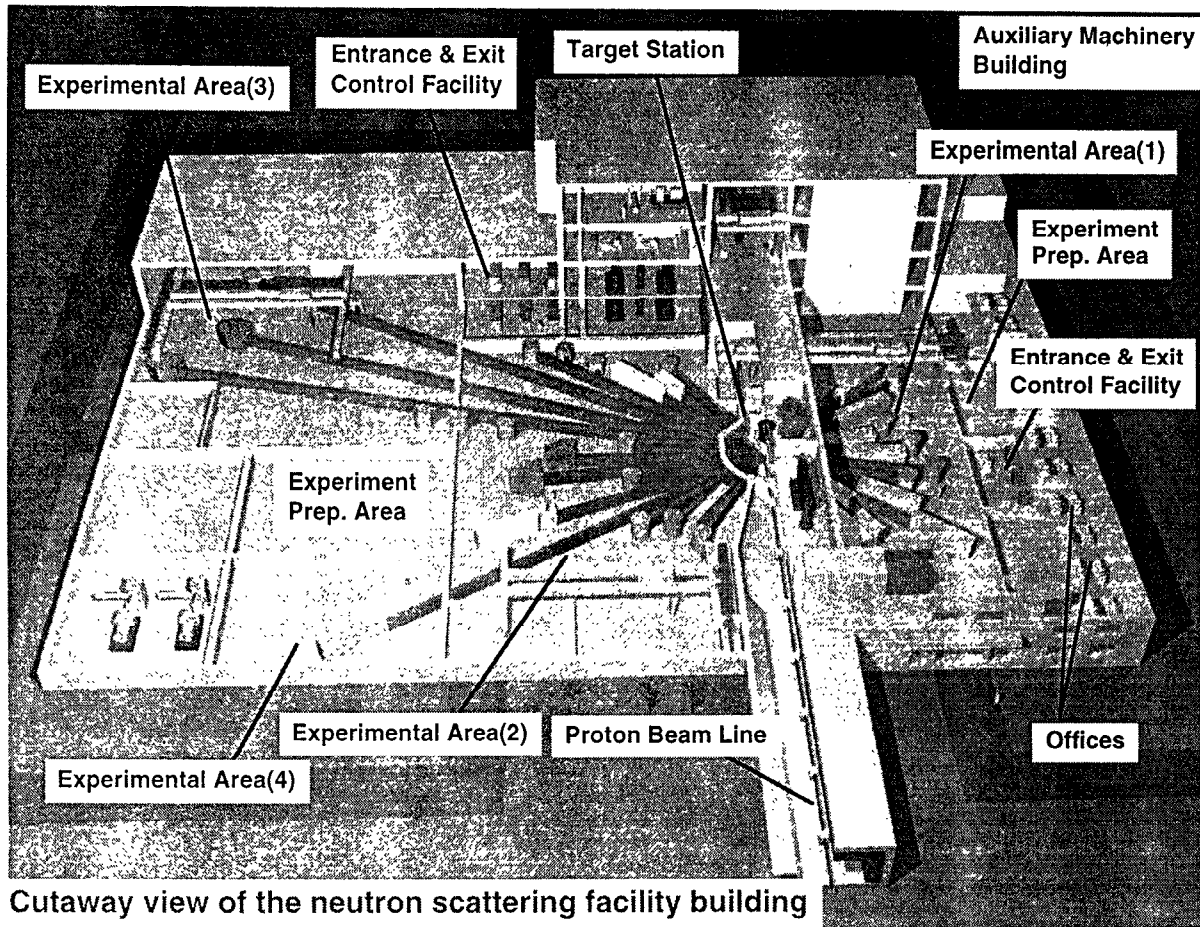 Experimental Area(3)
Entrance & Exit
Control Facility
Target Station
Auxiliary Machinery
Building
Experimental Area(1)
Experiment
Prep. Area
Entrance & Exit
Control Facility
Experiment
Prep. Area
Experimental Area(2)
Proton Beam Line
Offices
Experimental Area(4)
Cutaway view of the neutron scattering facility building